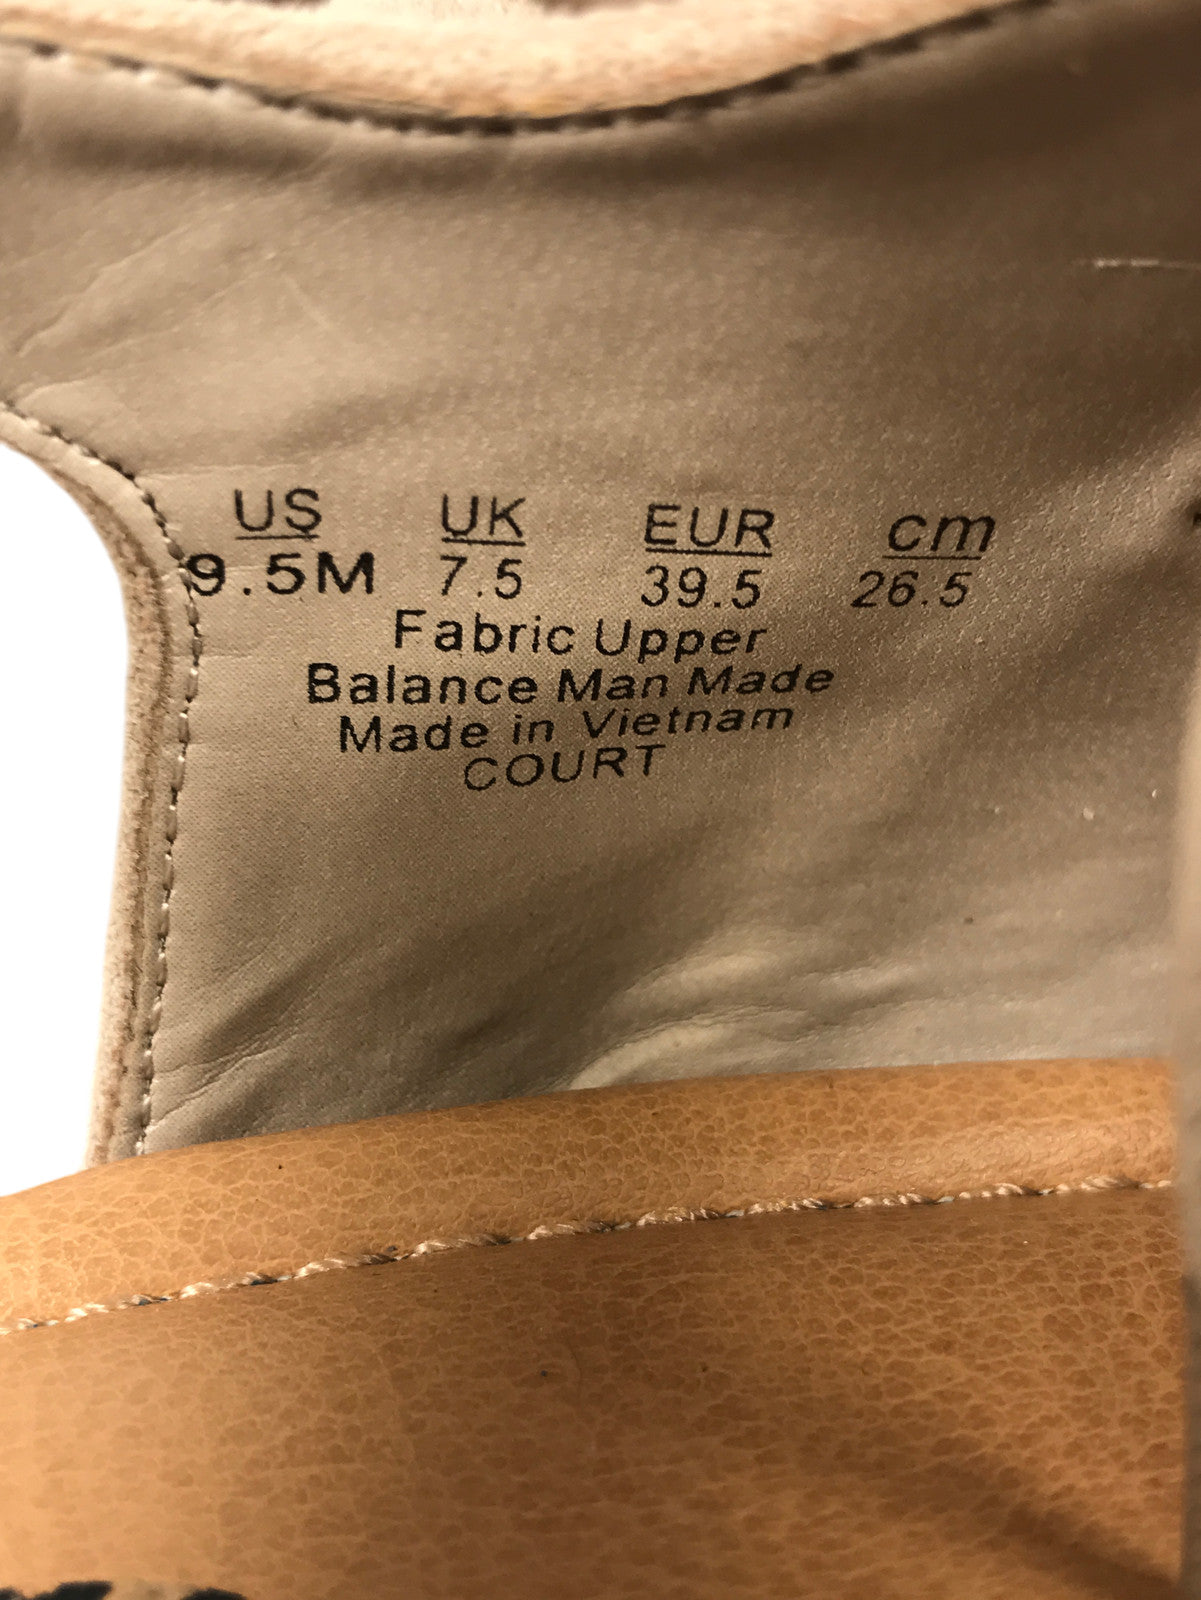 US UK EUR cm
9.5M 7.5 39.5 26.5
Fabric Upper
Balance Man Made
Made in Vietnam
COURT